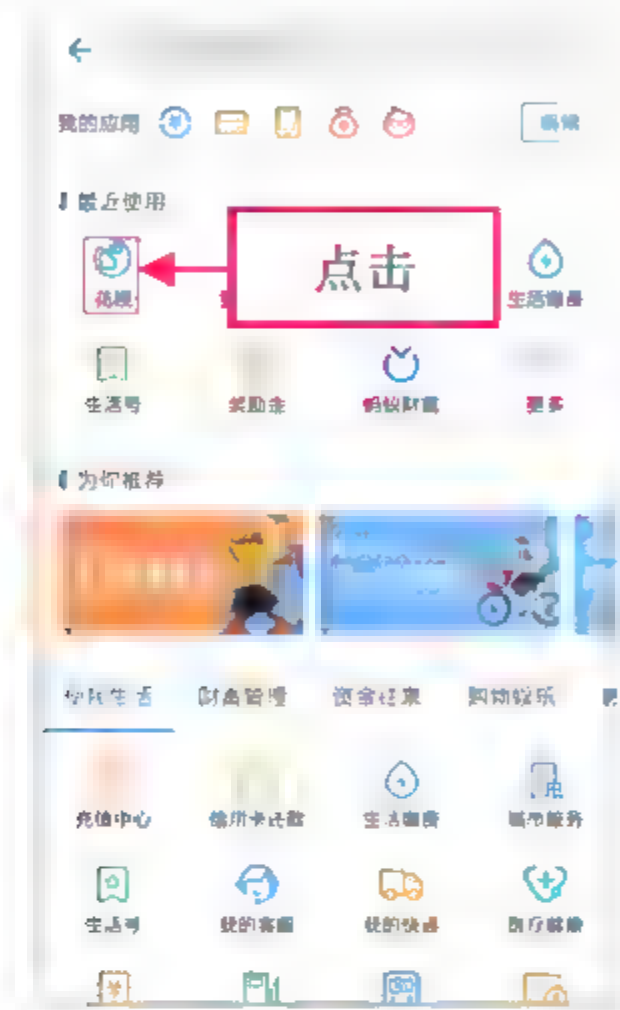 我的应用 编辑
最近使用
点击
花呗 生活缴费
生活号 奖励金 蚂蚁财富 更多
为你推荐
便民生活 财富管理 资金往来 购物娱乐
充值中心 信用卡还款 生活缴费 城市服务
生活号 我的客服 我的快递 医疗健康